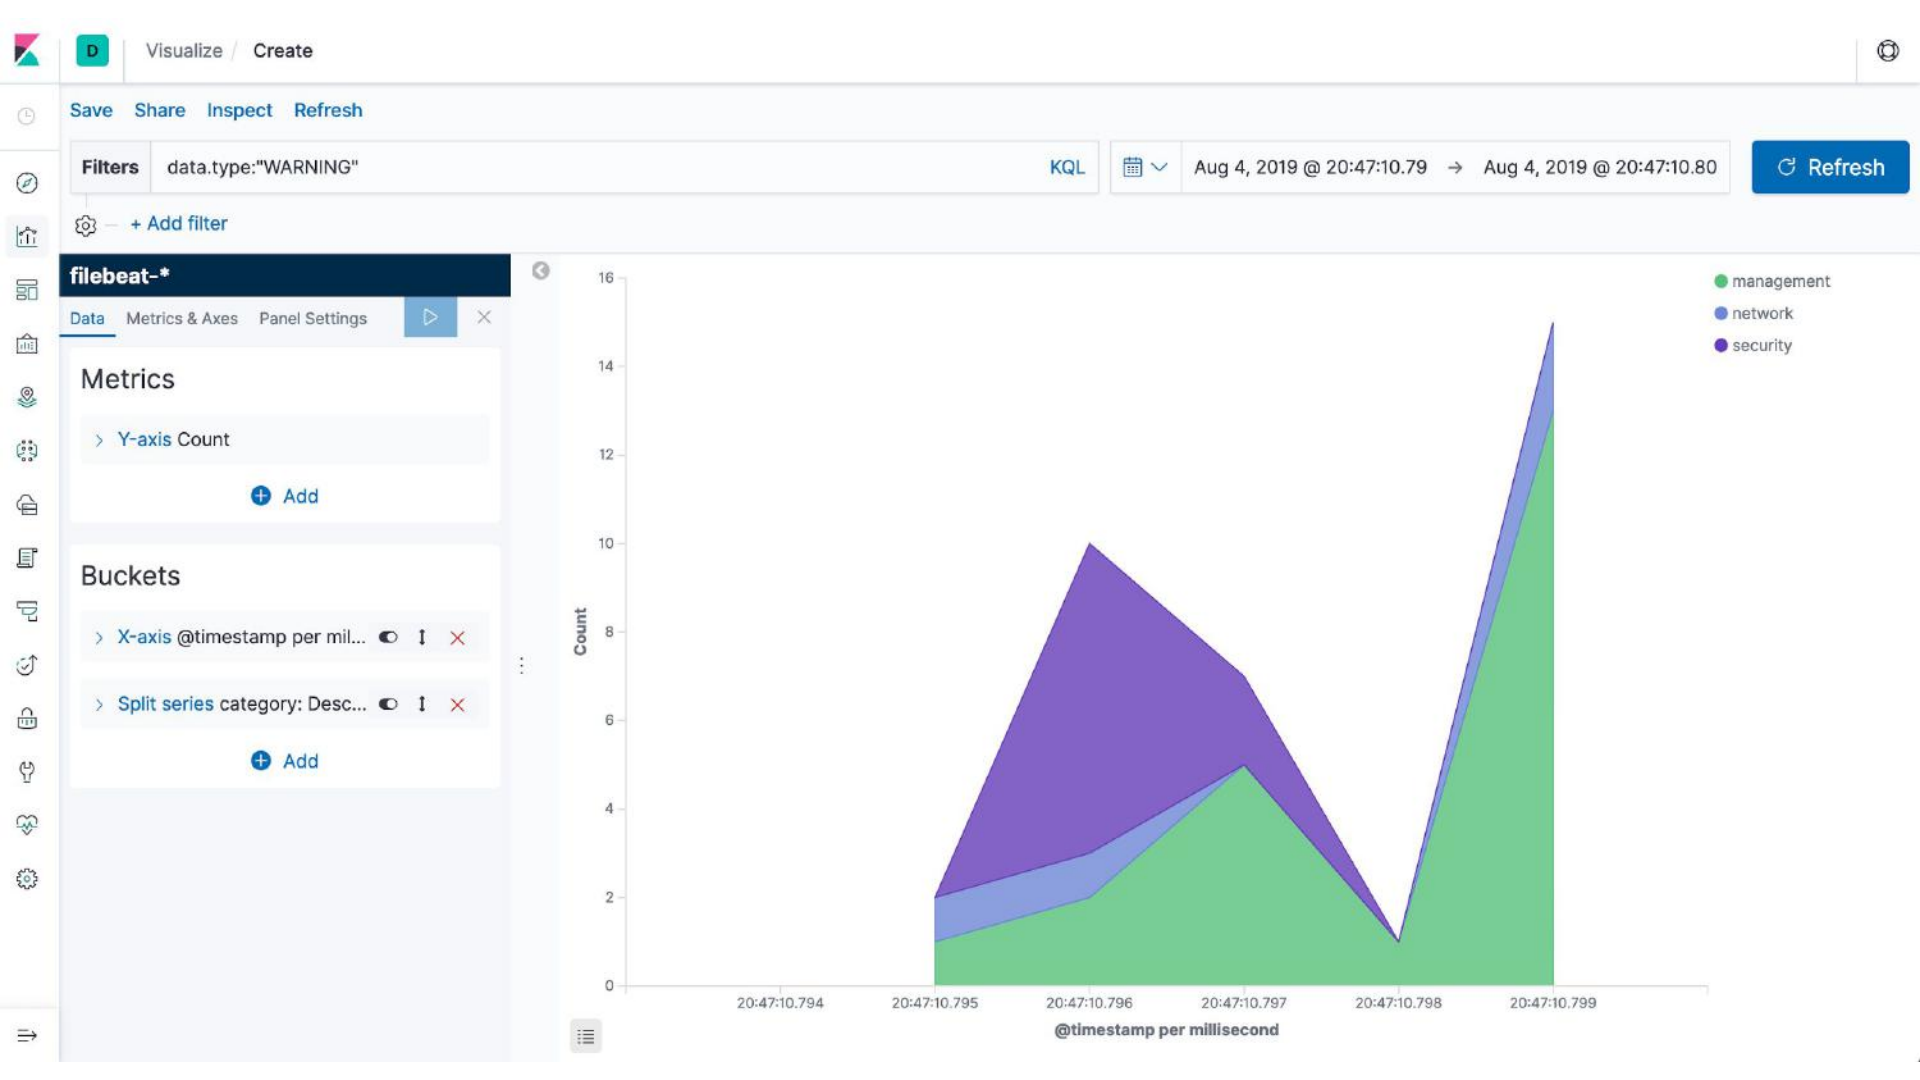 D Visualize / Create
Save Share Inspect Refresh
Filters data.type:"WARNING" KQL Aug 4, 2019 @ 20:47:10.79 → Aug 4, 2019 @ 20:47:10.80 Refresh
+ Add filter
filebeat-*
Data Metrics & Axes Panel Settings
Metrics
Y-axis Count
Add
Buckets
X-axis @timestamp per mil...
Split series category: Desc...
Add
16
14
12
10
8
6
4
2
0
Count
20:47:10.794 20:47:10.795 20:47:10.796 20:47:10.797 20:47:10.798 20:47:10.799
@timestamp per millisecond
management
network
security